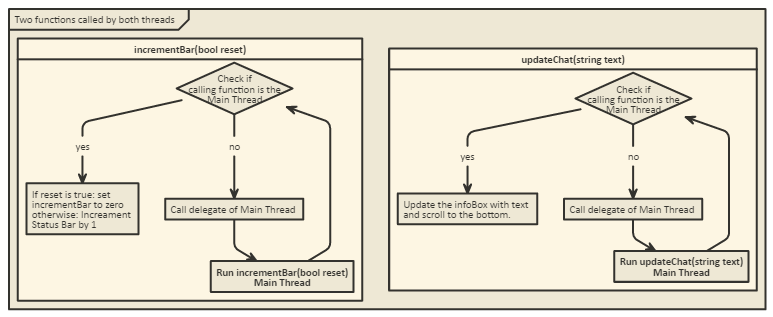 Two functions called by both threads
incrementBar(bool reset)
Check if
calling function is the
Main Thread
yes
no
If reset is true: set
incrementBar to zero
otherwise: Increament
Status Bar by 1
Call delegate of Main Thread
Run incrementBar(bool reset)
Main Thread
updateChat(string text)
Check if
calling function is the
Main Thread
yes
no
Update the infoBox with text
and scroll to the bottom.
Call delegate of Main Thread
Run updateChat(string text)
Main Thread